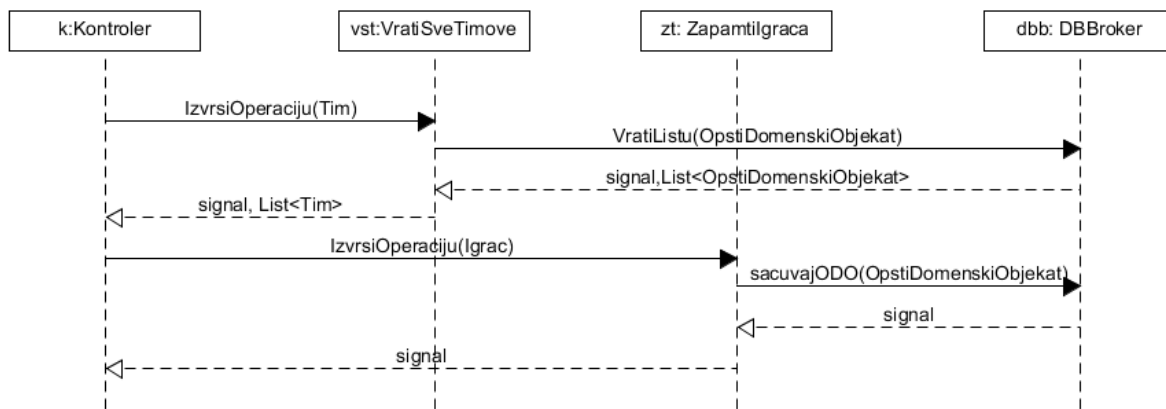 k:Kontroler
vst:VratiSveTimove
zt: ZapamtiIgraca
dbb: DBBroker
IzvrsiOperaciju(Tim)
VratiListu(OpstiDomenskiObjekat)
signal,List<OpstiDomenskiObjekat>
signal, List<Tim>
IzvrsiOperaciju(Igrac)
sacuvajODO(OpstiDomenskiObjekat)
signal
signal